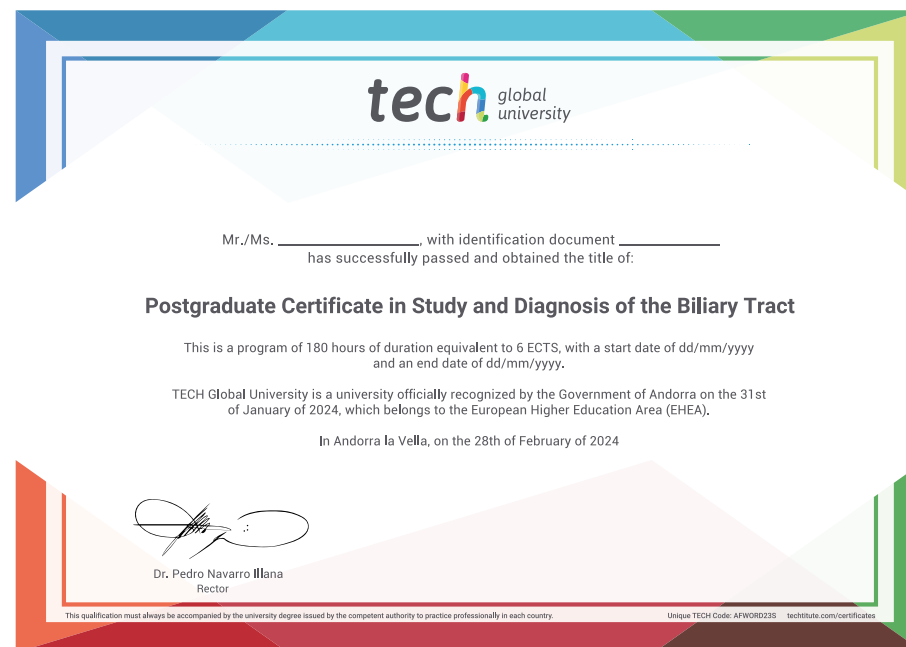 tech global university
Mr./Ms. ____________________, with identification document ______________
has successfully passed and obtained the title of:
Postgraduate Certificate in Study and Diagnosis of the Biliary Tract
This is a program of 180 hours of duration equivalent to 6 ECTS, with a start date of dd/mm/yyyy
and an end date of dd/mm/yyyy.
TECH Global University is a university officially recognized by the Government of Andorra on the 31st
of January of 2024, which belongs to the European Higher Education Area (EHEA).
In Andorra la Vella, on the 28th of February of 2024
Dr. Pedro Navarro Illana
Rector
This qualification must always be accompanied by the university degree issued by the competent authority to practice professionally in each country.
Unique TECH Code: AFWORD23S techtitute.com/certificates